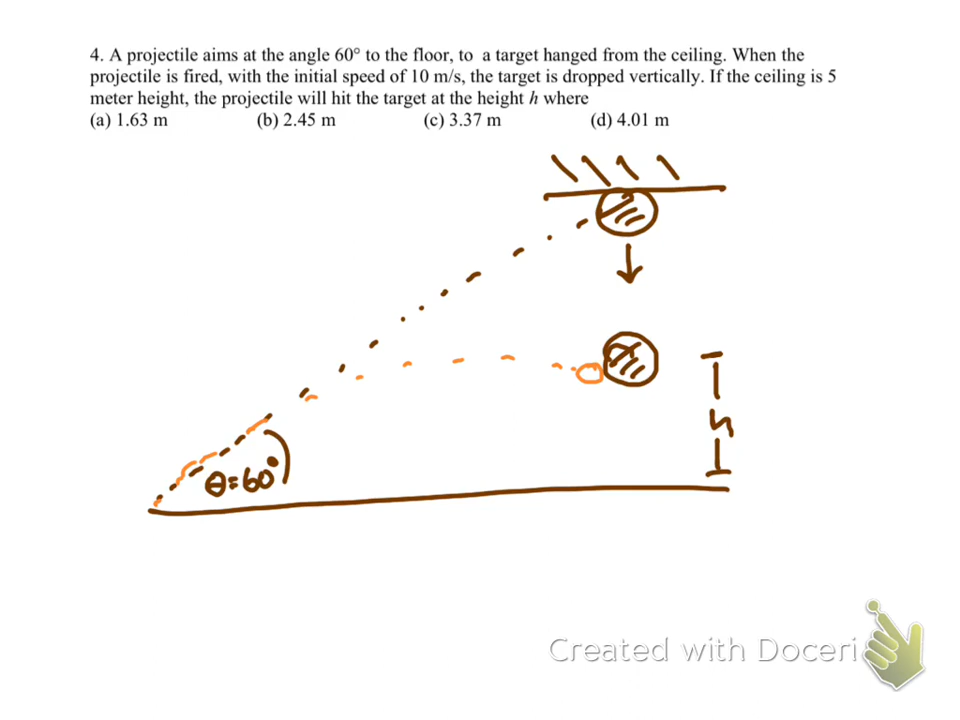 4. A projectile aims at the angle 60° to the floor, to a target hanged from the ceiling. When the
projectile is fired, with the initial speed of 10 m/s, the target is dropped vertically. If the ceiling is 5
meter height, the projectile will hit the target at the height h where
(a) 1.63 m (b) 2.45 m (c) 3.37 m (d) 4.01 m
h
θ=60°
Created with Doceri